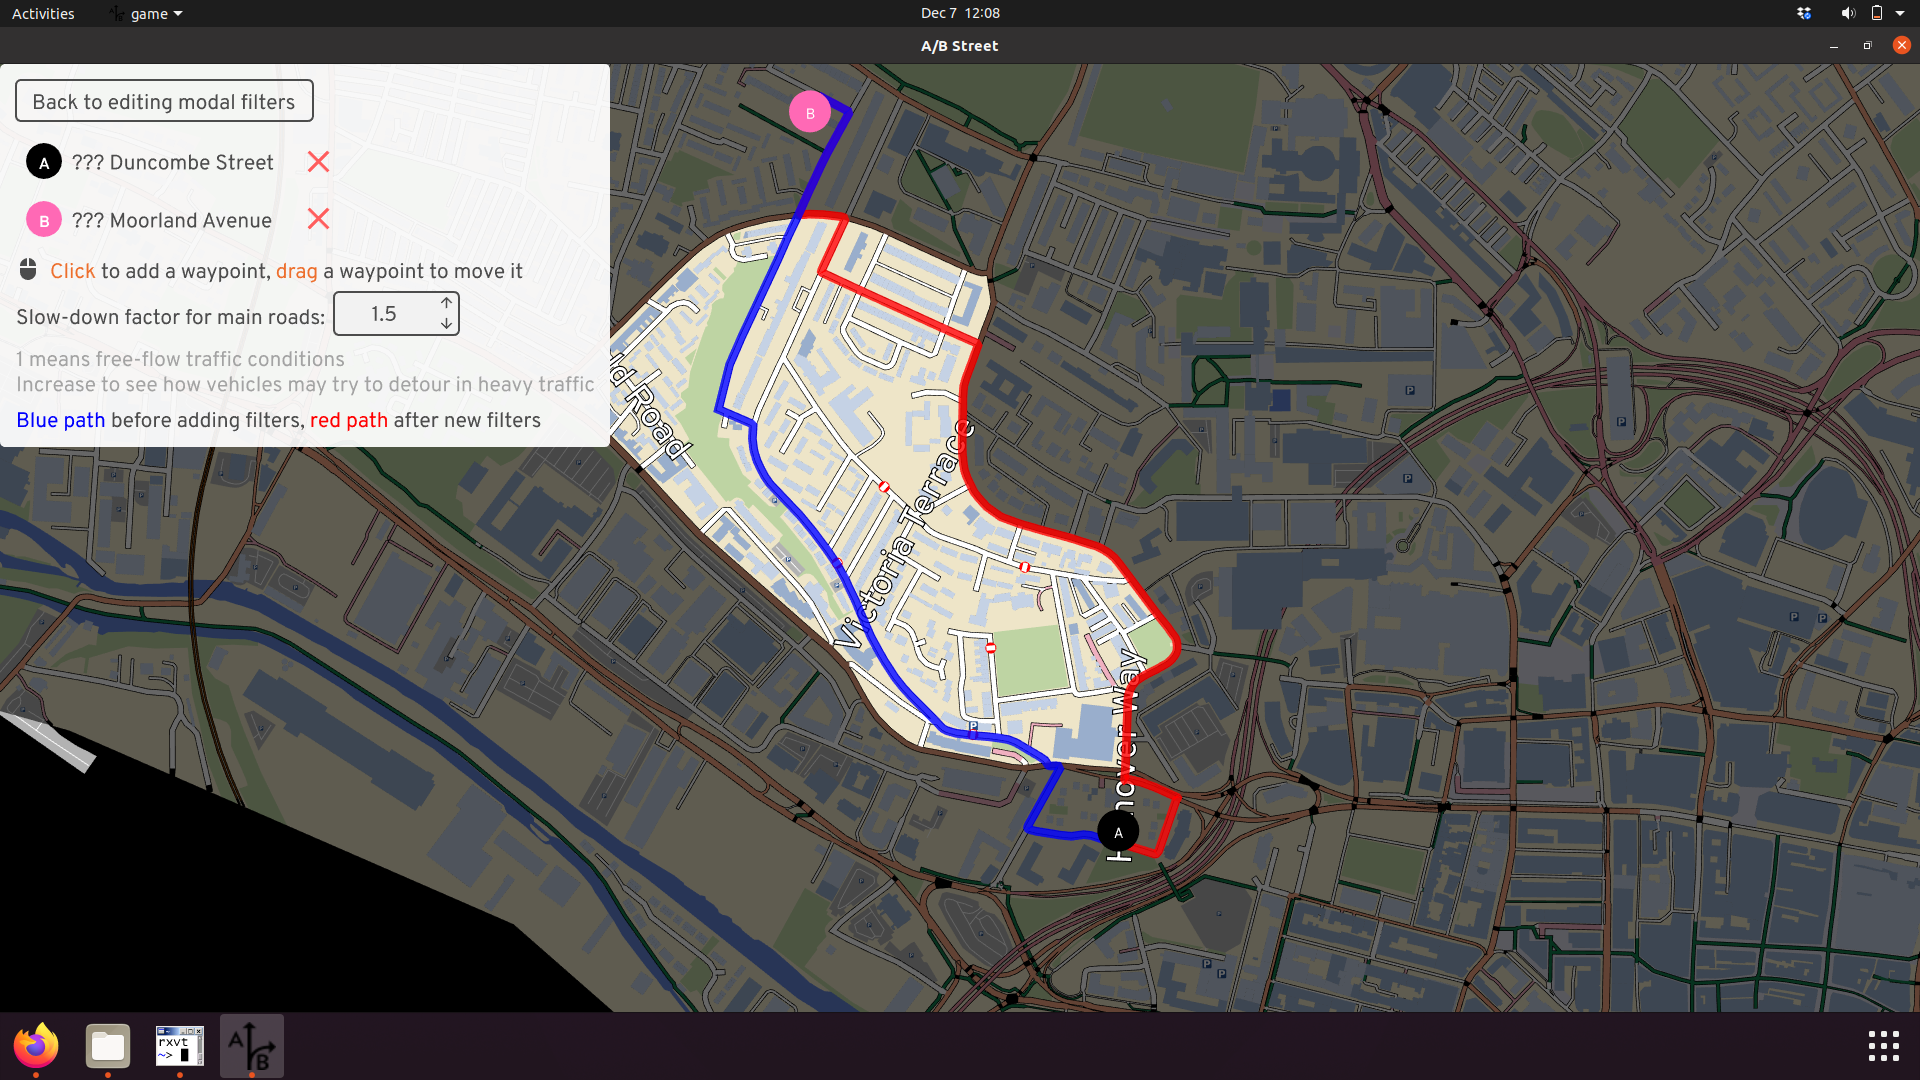 Activities
game
Dec 7 12:08
A/B Street
Back to editing modal filters
A
??? Duncombe Street
B
??? Moorland Avenue
Click to add a waypoint, drag a waypoint to move it
Slow-down factor for main roads:
1.5
1 means free-flow traffic conditions
Increase to see how vehicles may try to detour in heavy traffic
Blue path before adding filters, red path after new filters
B
d Road
Victoria Terrace
Hanover Way
A
P
P
P
P
P
P
P
P
rxvt
~>
A
B